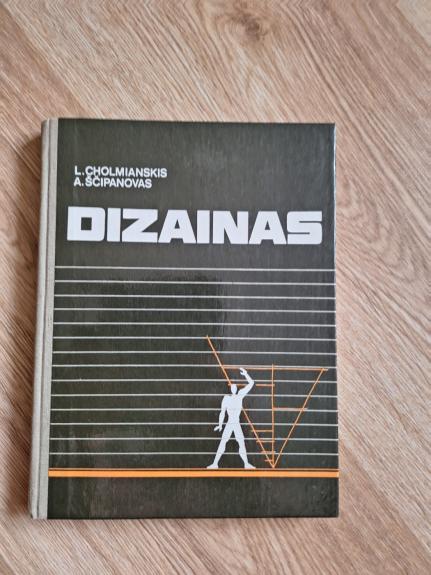 L. CHOLMIANSKIS
A. ŠČIPANOVAS
DIZAINAS